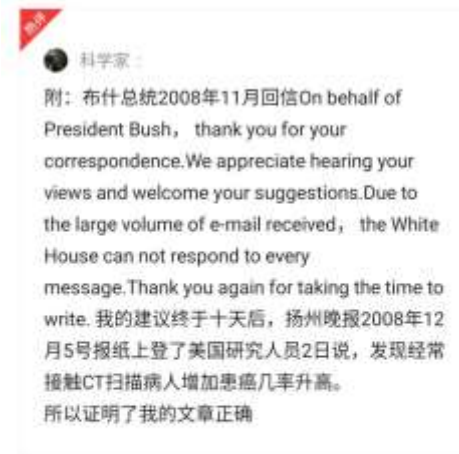 热评
科学家：
附：布什总统2008年11月回信On behalf of
President Bush， thank you for your
correspondence.We appreciate hearing your
views and welcome your suggestions.Due to
the large volume of e-mail received， the White
House can not respond to every
message.Thank you again for taking the time to
write. 我的建议终于十天后，扬州晚报2008年12
月5号报纸上登了美国研究人员2日说，发现经常
接触CT扫描病人增加患癌几率升高。
所以证明了我的文章正确